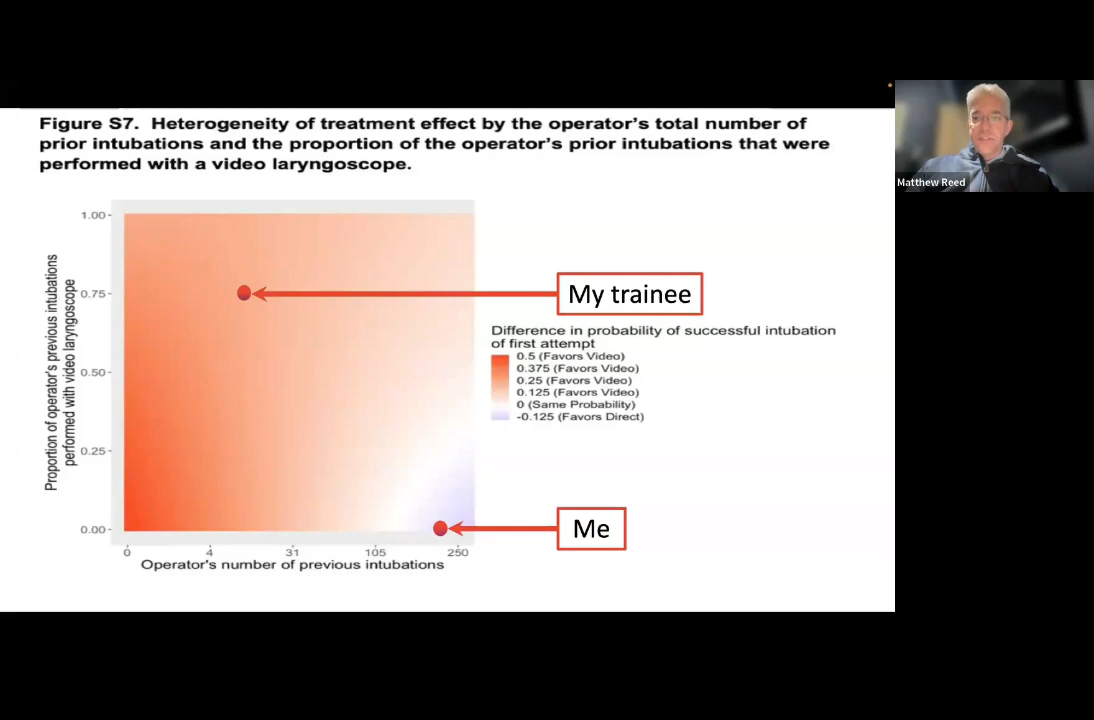 Figure S7. Heterogeneity of treatment effect by the operator's total number of
prior intubations and the proportion of the operator's prior intubations that were
performed with a video laryngoscope.
Matthew Reed
Proportion of operator's previous intubations
performed with video laryngoscope
1.00
0.75
0.50
0.25
0.00
0
4
31
105
250
Operator's number of previous intubations
My trainee
Difference in probability of successful intubation
of first attempt
0.5 (Favors Video)
0.375 (Favors Video)
0.25 (Favors Video)
0.125 (Favors Video)
0 (Same Probability)
-0.125 (Favors Direct)
Me